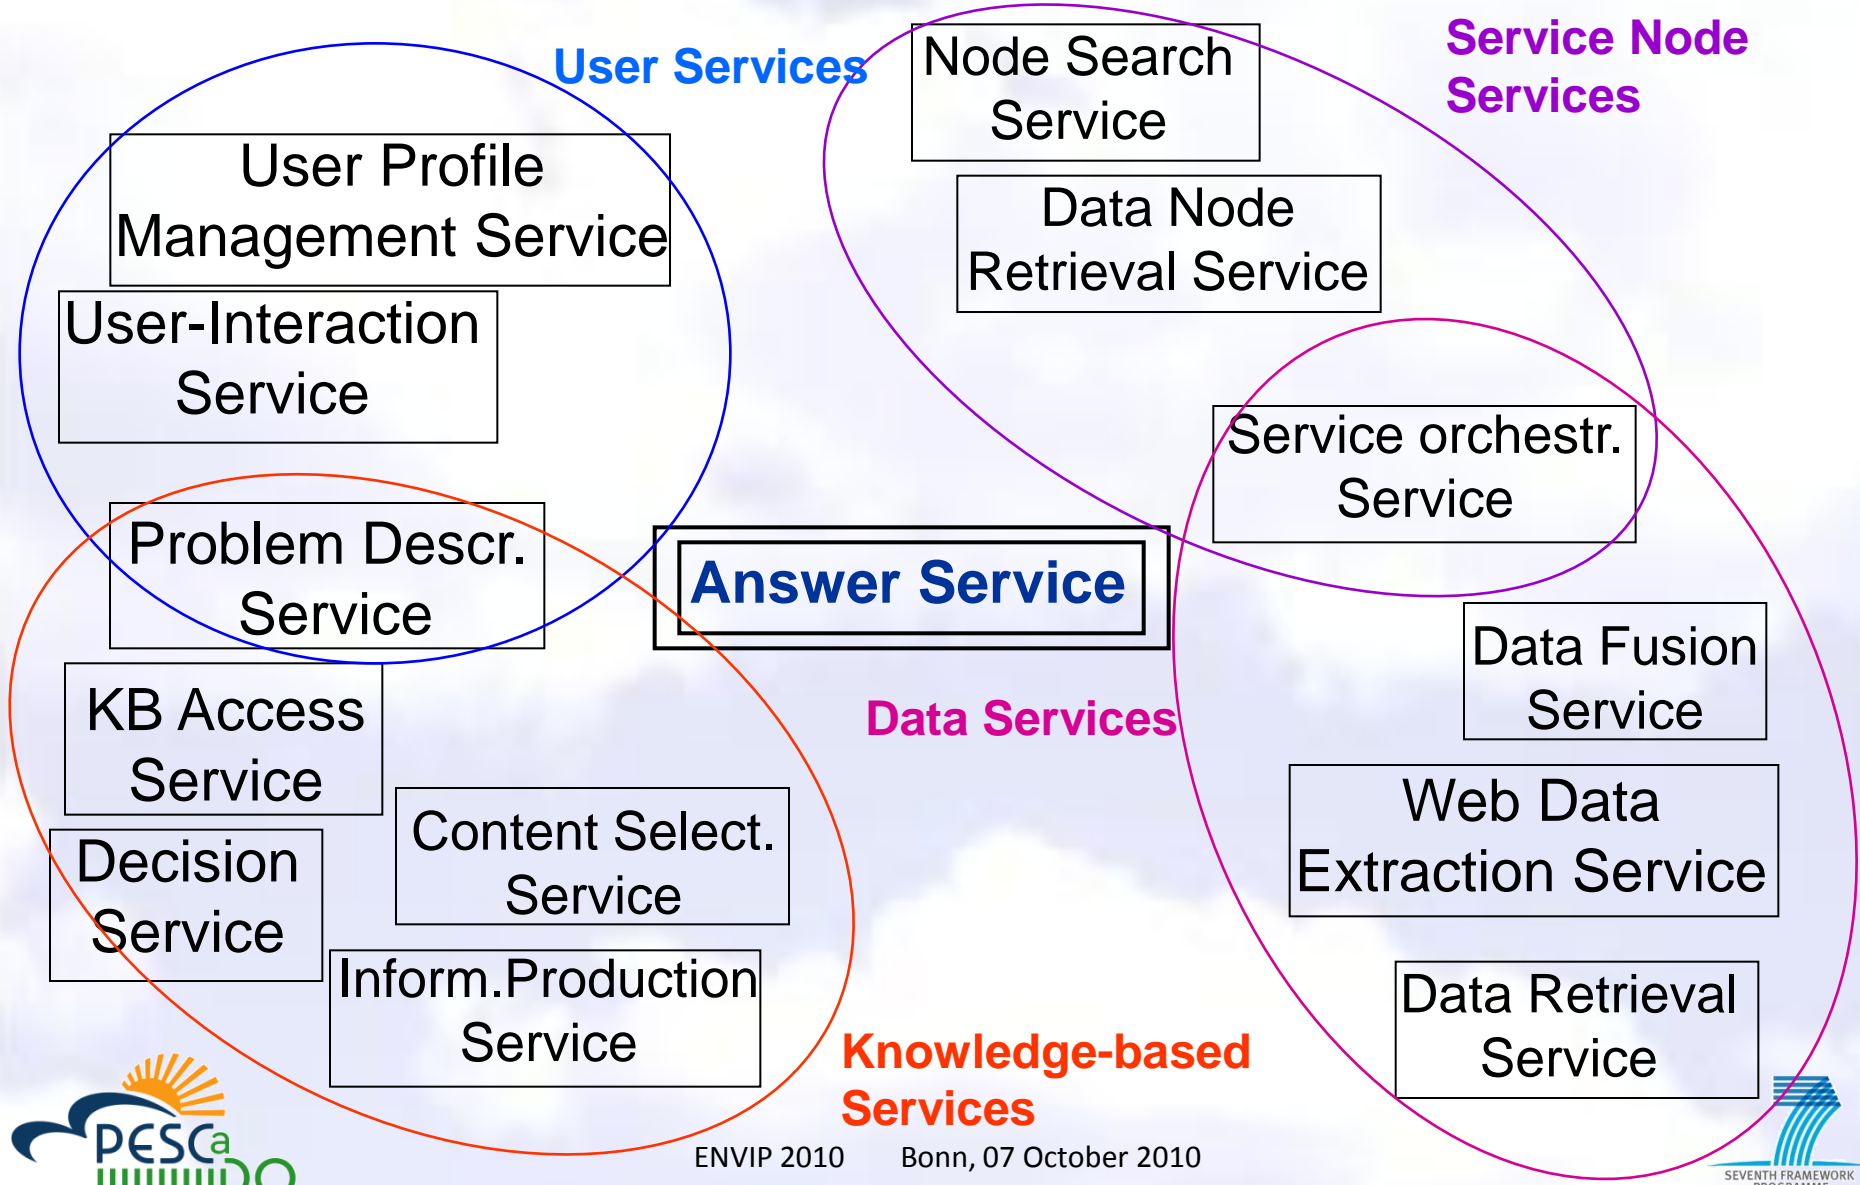 User Services
Node Search
Service
Service Node
Services
User Profile
Management Service
Data Node
Retrieval Service
User-Interaction
Service
Service orchestr.
Service
Problem Descr.
Service
Answer Service
Data Fusion
Service
KB Access
Service
Data Services
Web Data
Extraction Service
Content Select.
Service
Decision
Service
Inform.Production
Service
Data Retrieval
Service
Knowledge-based
Services
PESCa
DO
ENVIP 2010 Bonn, 07 October 2010
SEVENTH FRAMEWORK
PROGRAMME